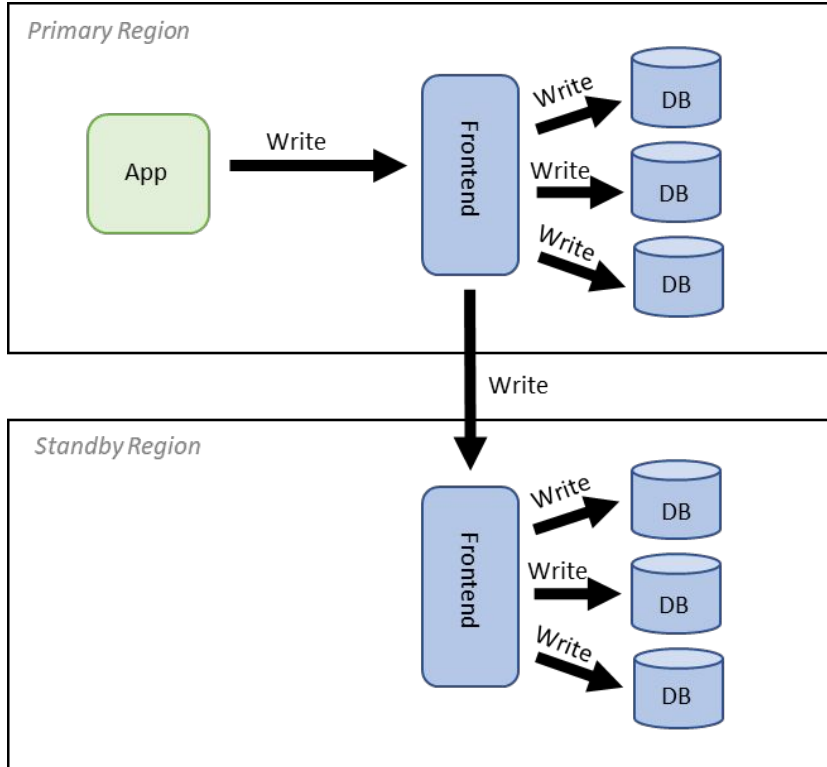 Primary Region
App
Write
Frontend
Write
DB
Write
DB
Write
DB
Write
Standby Region
Frontend
Write
DB
Write
DB
Write
DB